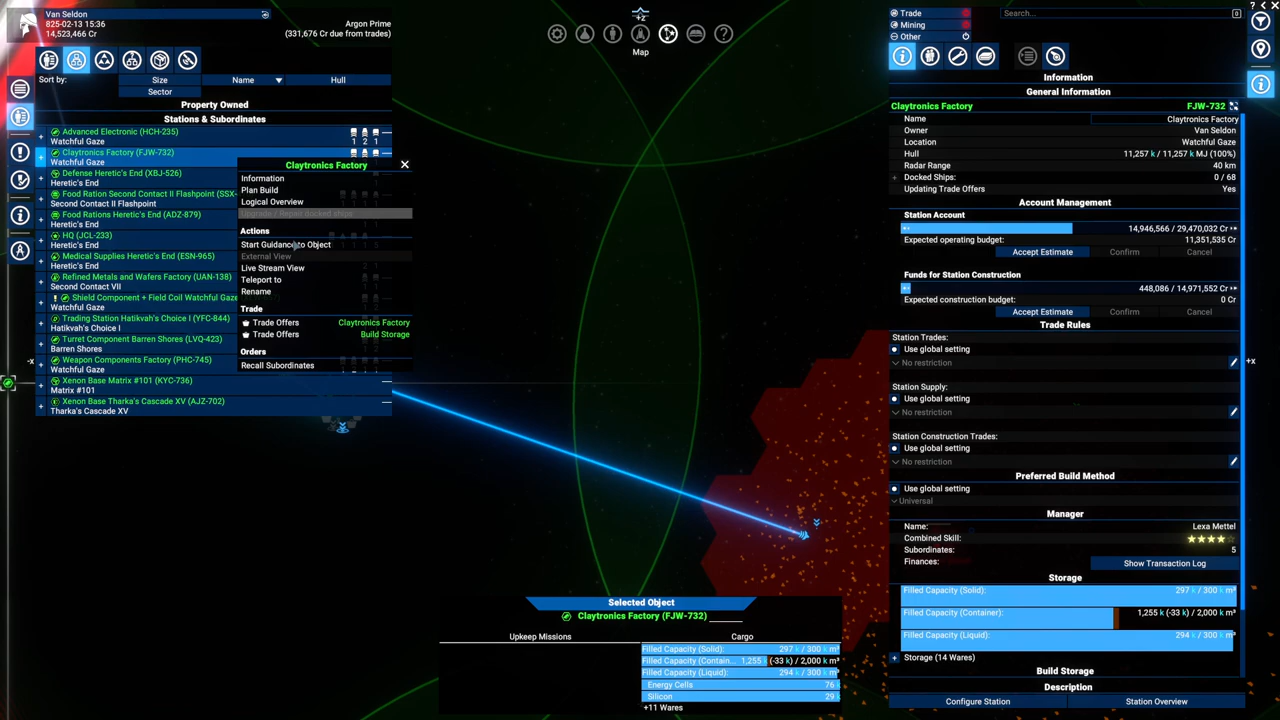 Van Seldon
825-02-13 15:36
14,523,466 Cr
Argon Prime
(331,676 Cr due from trades)
Sort by:
Size
Name
Hull
Sector
Property Owned
Stations & Subordinates
Advanced Electronic (HCH-235)
Watchful Gaze
1 2 1
Claytronics Factory (FJW-732)
Watchful Gaze
Defense Heretic's End (XBJ-526)
Heretic's End
Food Ration Second Contact II Flashpoint (SSX-
Second Contact II Flashpoint
Food Rations Heretic's End (ADZ-879)
Heretic's End
HQ (JCL-233)
Heretic's End
Medical Supplies Heretic's End (ESN-965)
Heretic's End
Refined Metals and Wafers Factory (UAN-138)
Second Contact VII
Shield Component + Field Coil Watchful Gaze
Watchful Gaze
Trading Station Hatikvah's Choice I (YFC-844)
Hatikvah's Choice I
Turret Component Barren Shores (LVQ-423)
Barren Shores
Weapon Components Factory (PHC-745)
Watchful Gaze
Xenon Base Matrix #101 (KYC-736)
Matrix #101
Xenon Base Tharka's Cascade XV (AJZ-702)
Tharka's Cascade XV
-x
Claytronics Factory
Information
Plan Build
Logical Overview
Upgrade / Repair docked ships
Actions
Start Guidance to Object
External View
Live Stream View
Teleport to
Rename
Trade
Trade Offers Claytronics Factory
Trade Offers Build Storage
Orders
Recall Subordinates
+2
Map
Selected Object
Claytronics Factory (FJW-732)
Upkeep Missions
Cargo
Filled Capacity (Solid): 297 k / 300 k m³
Filled Capacity (Contain... 1,255 k (-33 k) / 2,000 k m³
Filled Capacity (Liquid): 294 k / 300 k m³
Energy Cells 76 k
Silicon 29 k
+11 Wares
Trade
Mining
Other
Search...
Information
General Information
Claytronics Factory FJW-732
Name Claytronics Factory
Owner Van Seldon
Location Watchful Gaze
Hull 11,257 k / 11,257 k MJ (100%)
Radar Range 40 km
Docked Ships: 0 / 68
Updating Trade Offers Yes
Account Management
Station Account
14,946,566 / 29,470,032 Cr
Expected operating budget: 11,351,535 Cr
Accept Estimate Confirm Cancel
Funds for Station Construction
448,086 / 14,971,552 Cr
Expected construction budget: 0 Cr
Accept Estimate Confirm Cancel
Trade Rules
Station Trades:
Use global setting
No restriction
+x
Station Supply:
Use global setting
No restriction
Station Construction Trades:
Use global setting
No restriction
Preferred Build Method
Use global setting
Universal
Manager
Name: Lexa Mettel
Combined Skill:
Subordinates: 5
Finances: Show Transaction Log
Storage
Filled Capacity (Solid): 297 k / 300 k m³
Filled Capacity (Container): 1,255 k (-33 k) / 2,000 k m³
Filled Capacity (Liquid): 294 k / 300 k m³
Storage (14 Wares)
Build Storage
Description
Configure Station Station Overview